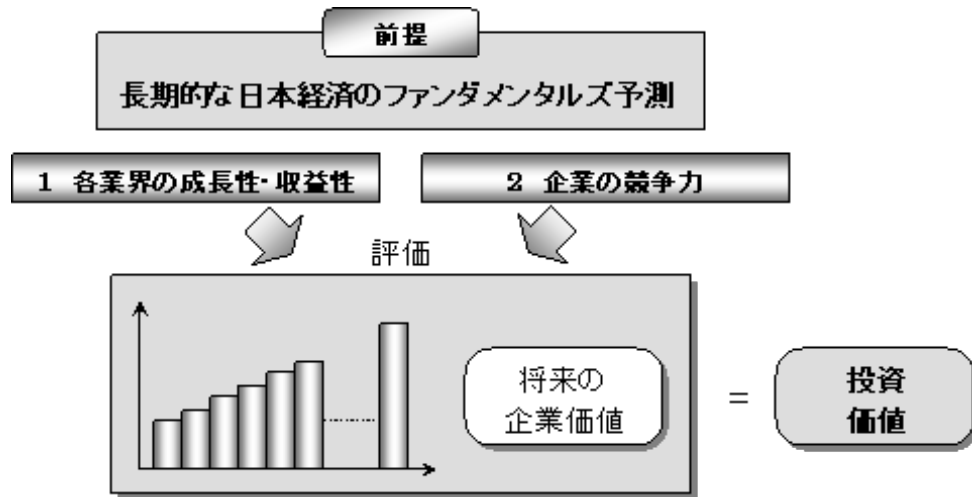 前提
長期的な日本経済のファンダメンタルズ予測
1 各業界の成長性･収益性
2 企業の競争力
評価
将来の
企業価値
=
投資
価値